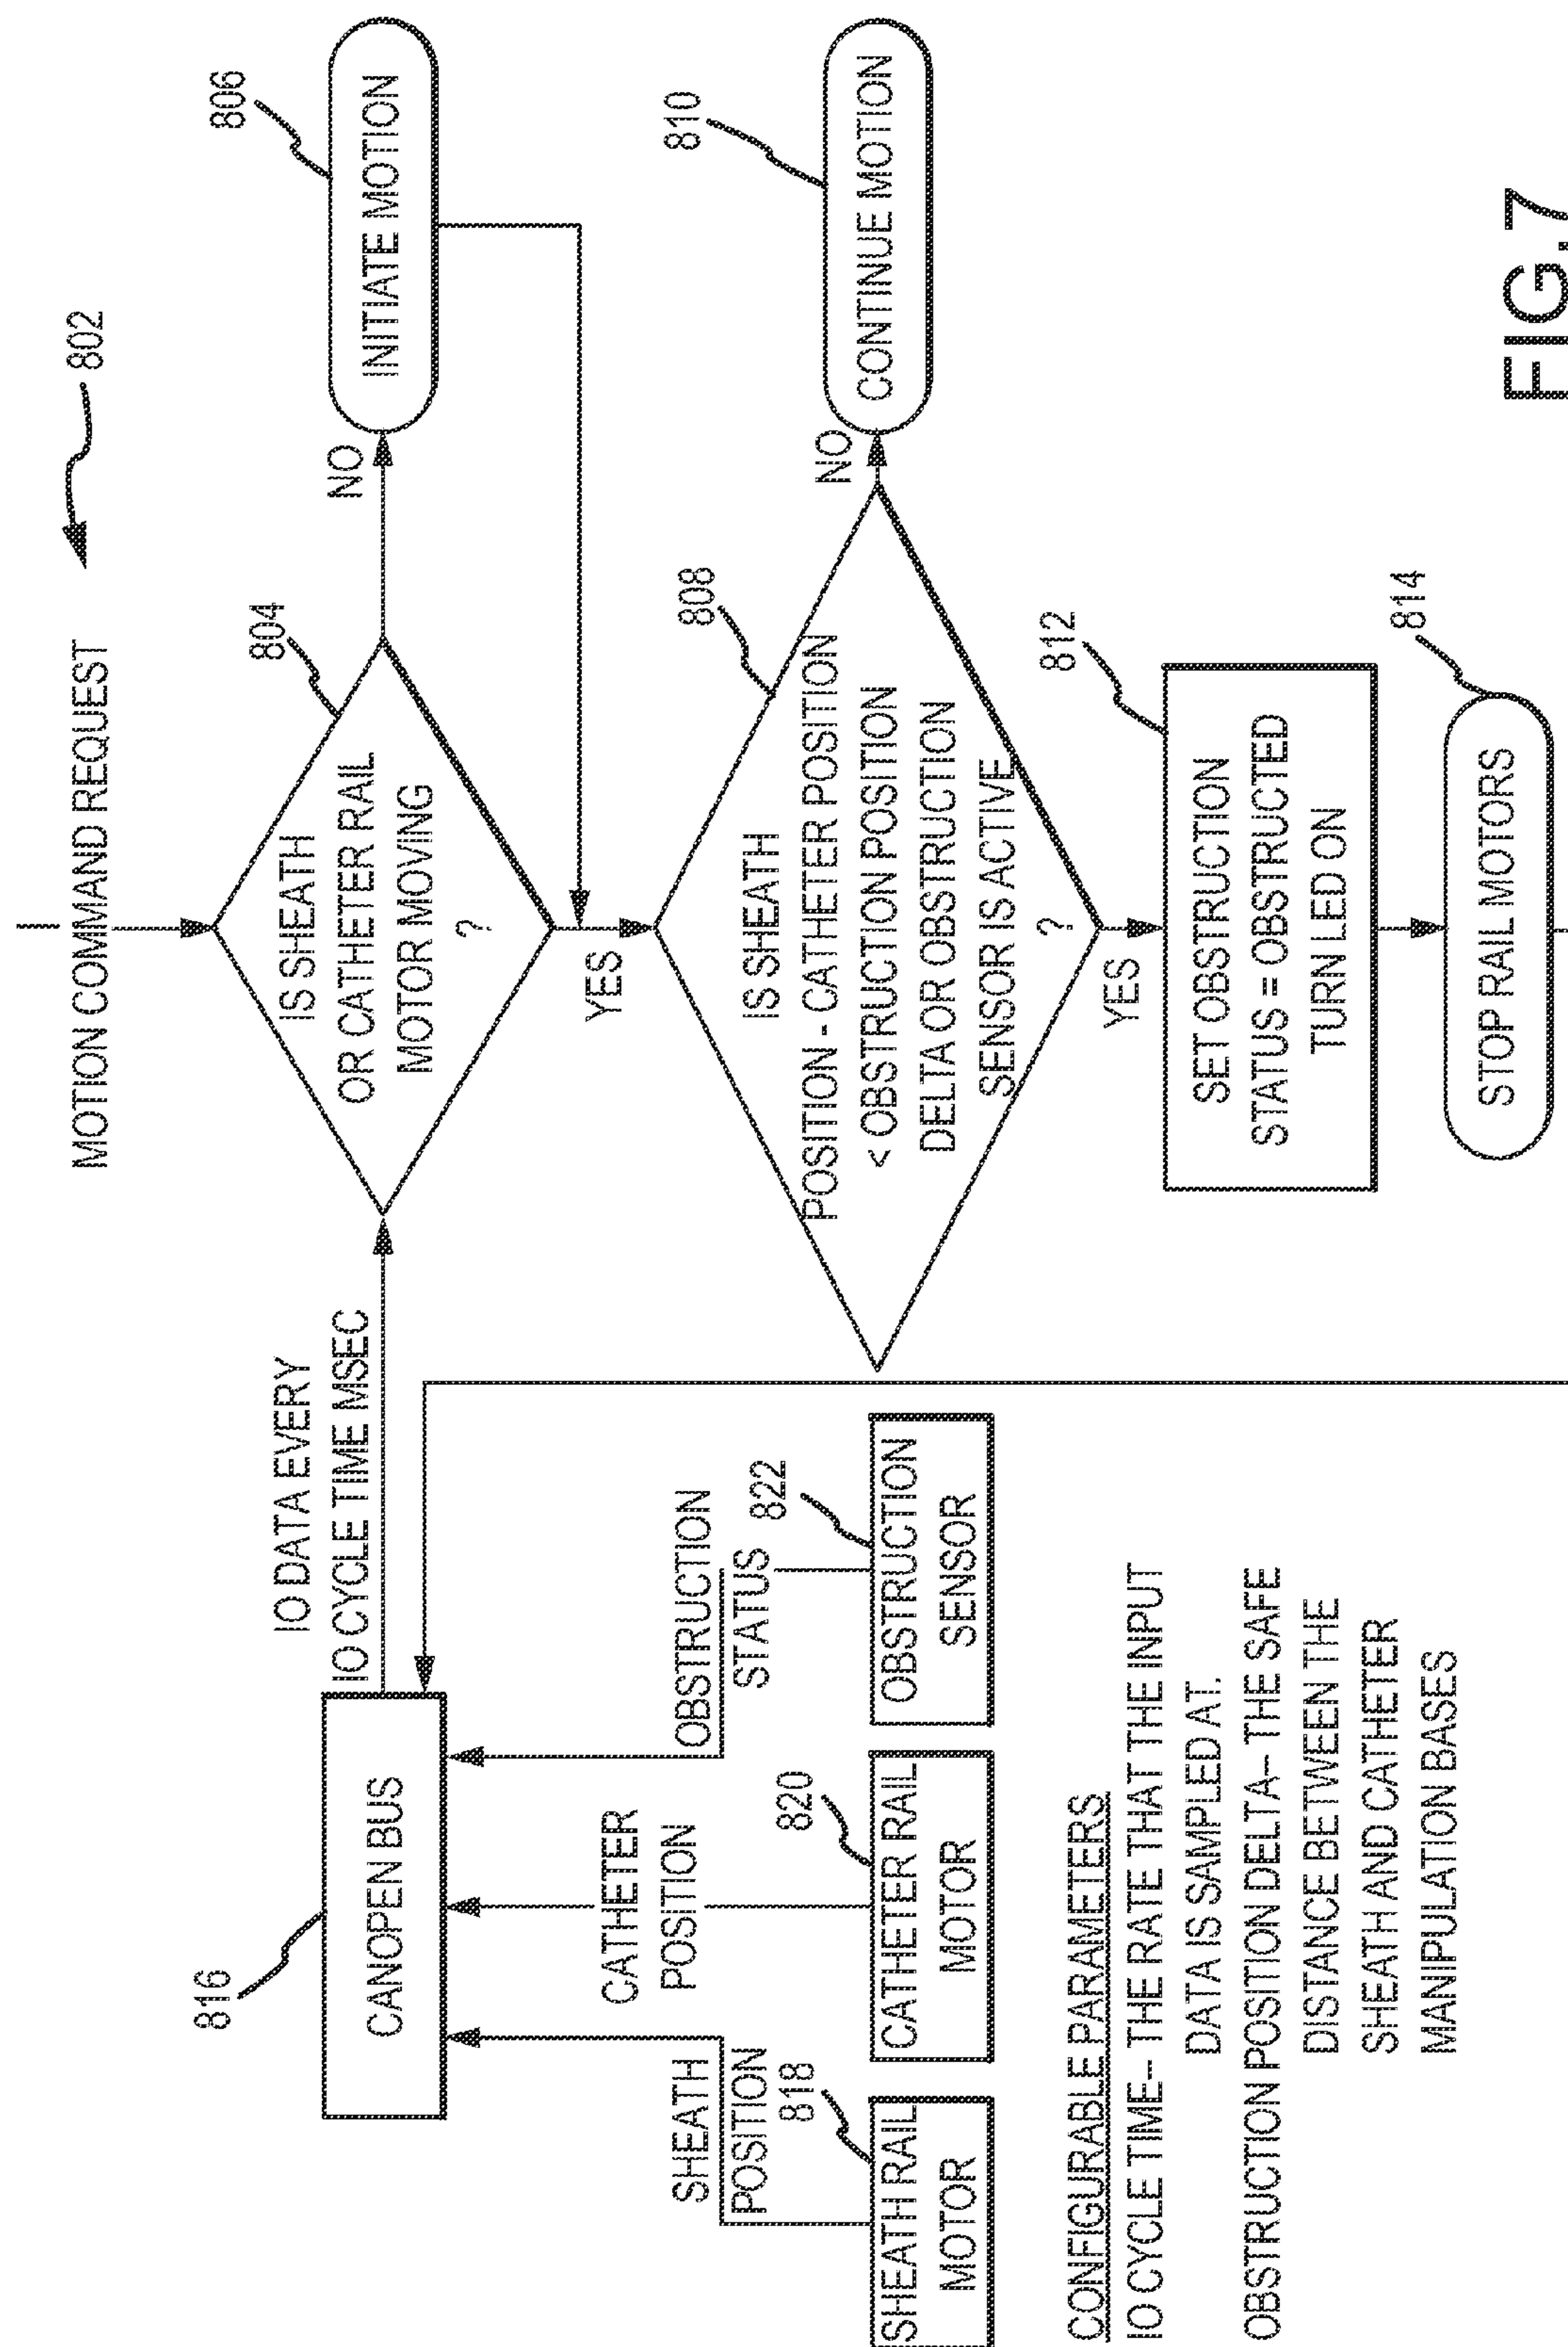 MOTION COMMAND REQUEST
802
IO DATA EVERY
IO CYCLE TIME MSEC
816
CANOPEN BUS
804
IS SHEATH
OR CATHETER RAIL
MOTOR MOVING
?
NO
806
INITIATE MOTION
YES
SHEATH
POSITION
818
CATHETER
POSITION
820
OBSTRUCTION
STATUS
822
SHEATH RAIL
MOTOR
CATHETER RAIL
MOTOR
OBSTRUCTION
SENSOR
808
IS SHEATH
POSITION - CATHETER POSITION
< OBSTRUCTION POSITION
DELTA OR OBSTRUCTION
SENSOR IS ACTIVE
?
NO
810
CONTINUE MOTION
YES
812
SET OBSTRUCTION
STATUS = OBSTRUCTED
TURN LED ON
814
STOP RAIL MOTORS
CONFIGURABLE PARAMETERS
IO CYCLE TIME-- THE RATE THAT THE INPUT
DATA IS SAMPLED AT.
OBSTRUCTION POSITION DELTA-- THE SAFE
DISTANCE BETWEEN THE
SHEATH AND CATHETER
MANIPULATION BASES
FIG.7